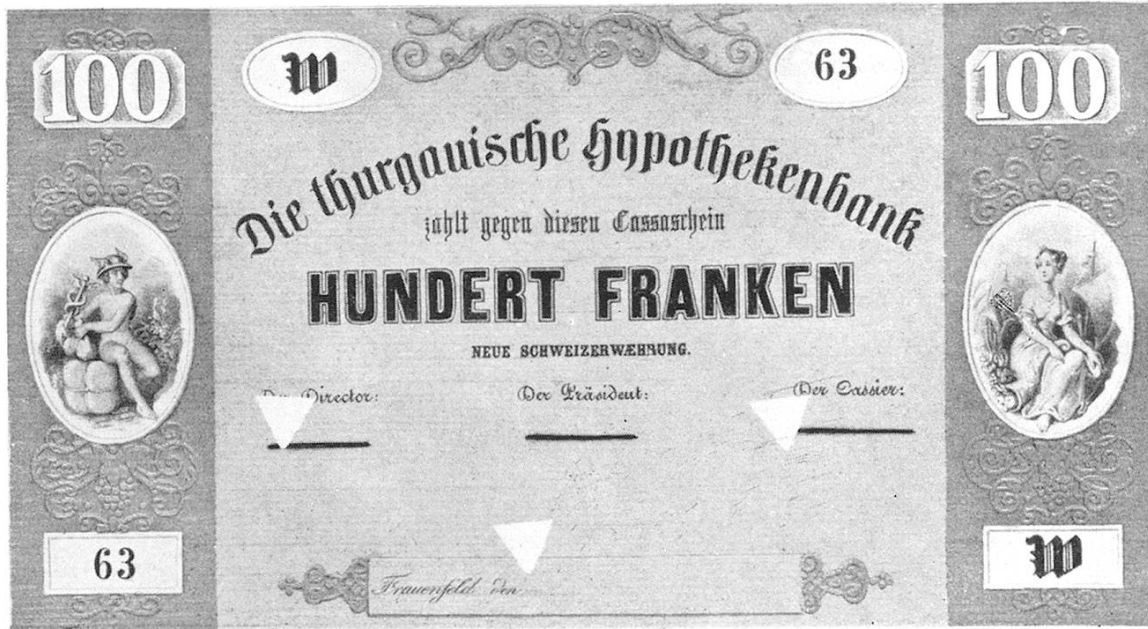 100 W 63 100
Die thurgauische Hypothekenbank
zahlt gegen diesen Cassaschein
HUNDERT FRANKEN
NEUE SCHWEIZERWÆHRUNG.
Der Director: Der Präsident: Der Cassier:
63 W
Frauenfeld den